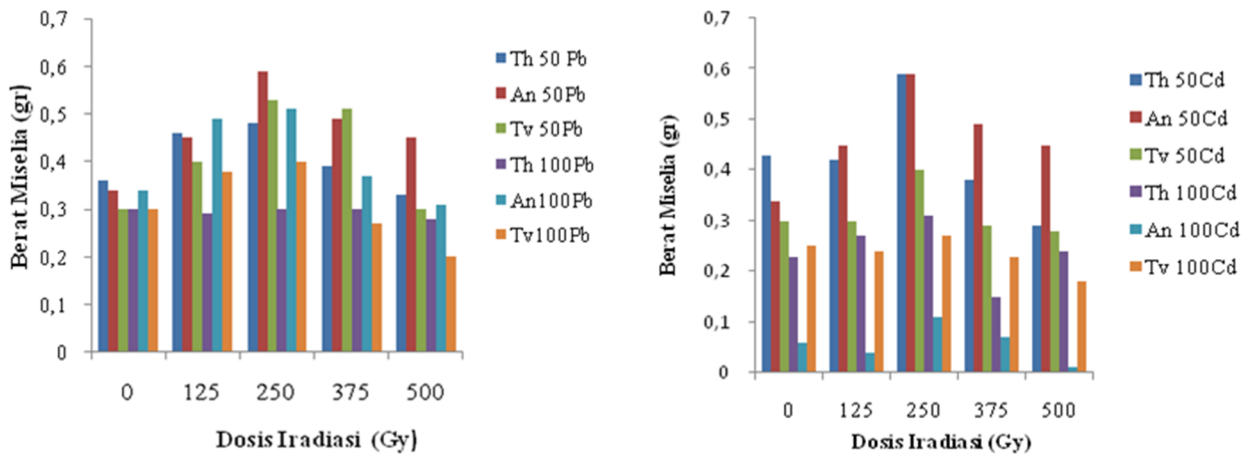 0,7
0,6
0,5
0,4
0,3
0,2
0,1
0
Berat Miselia (gr)
0 125 250 375 500
Dosis Iradiasi (Gy)
Th 50 Pb
An 50Pb
Tv 50Pb
Th 100Pb
An100Pb
Tv100Pb
0,7
0,6
0,5
0,4
0,3
0,2
0,1
0
Berat Miselia (gr)
0 125 250 375 500
Dosis Iradiasi (Gy)
Th 50Cd
An 50Cd
Tv 50Cd
Th 100Cd
An 100Cd
Tv 100Cd